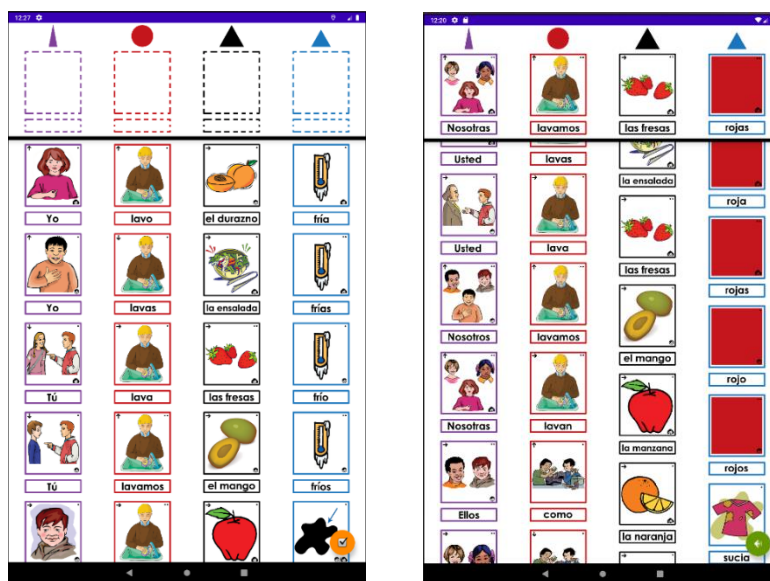 12:27
Yo
lavo
el durazno
fría
Yo
lavas
la ensalada
frías
Tú
lava
las fresas
frío
Tú
lavamos
el mango
fríos
12:20
Nosotras
lavamos
las fresas
rojas
Usted
lavas
la ensalada
roja
Usted
lava
las fresas
rojas
Nosotros
lavamos
el mango
rojo
Nosotras
lavan
la manzana
rojos
Ellos
como
la naranja
sucia